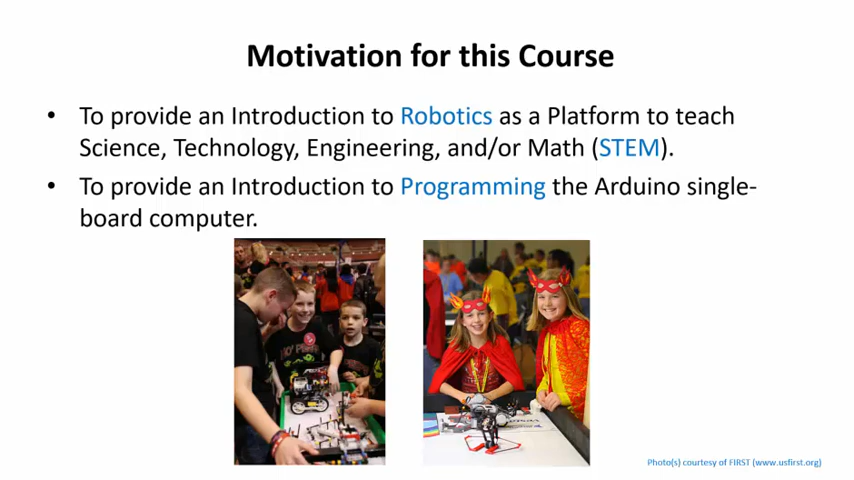 Motivation for this Course
• To provide an Introduction to Robotics as a Platform to teach
Science, Technology, Engineering, and/or Math (STEM).
• To provide an Introduction to Programming the Arduino single-
board computer.
Photo(s) courtesy of FIRST (www.usfirst.org)